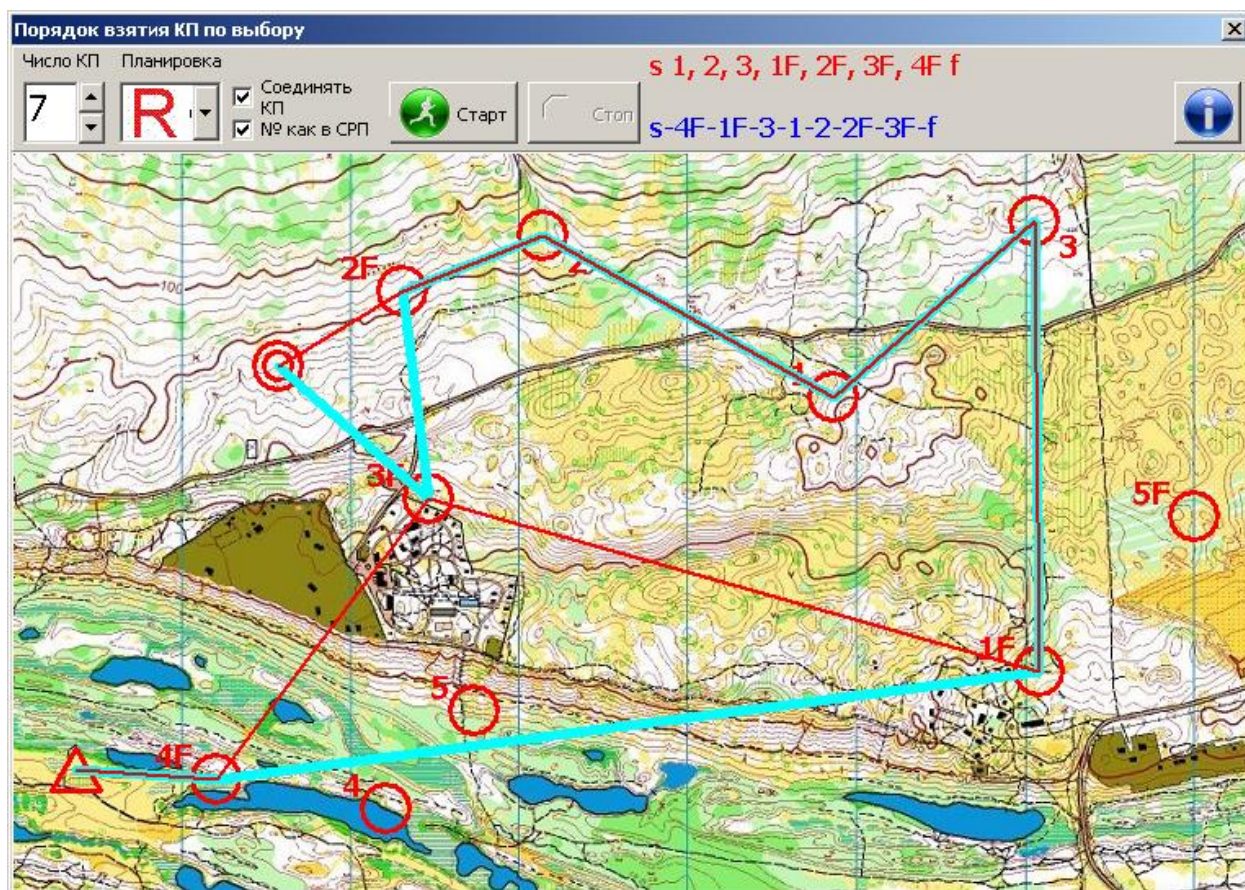 Порядок взятия КП по выбору
Число КП
Планировка
7
R
Соединять
КП
№ как в СРП
Старт
Стоп
s 1, 2, 3, 1F, 2F, 3F, 4F f
s-4F-1F-3-1-2-2F-3F-f
2F
2
3
100
1
3F
5F
1F
5
4F
4